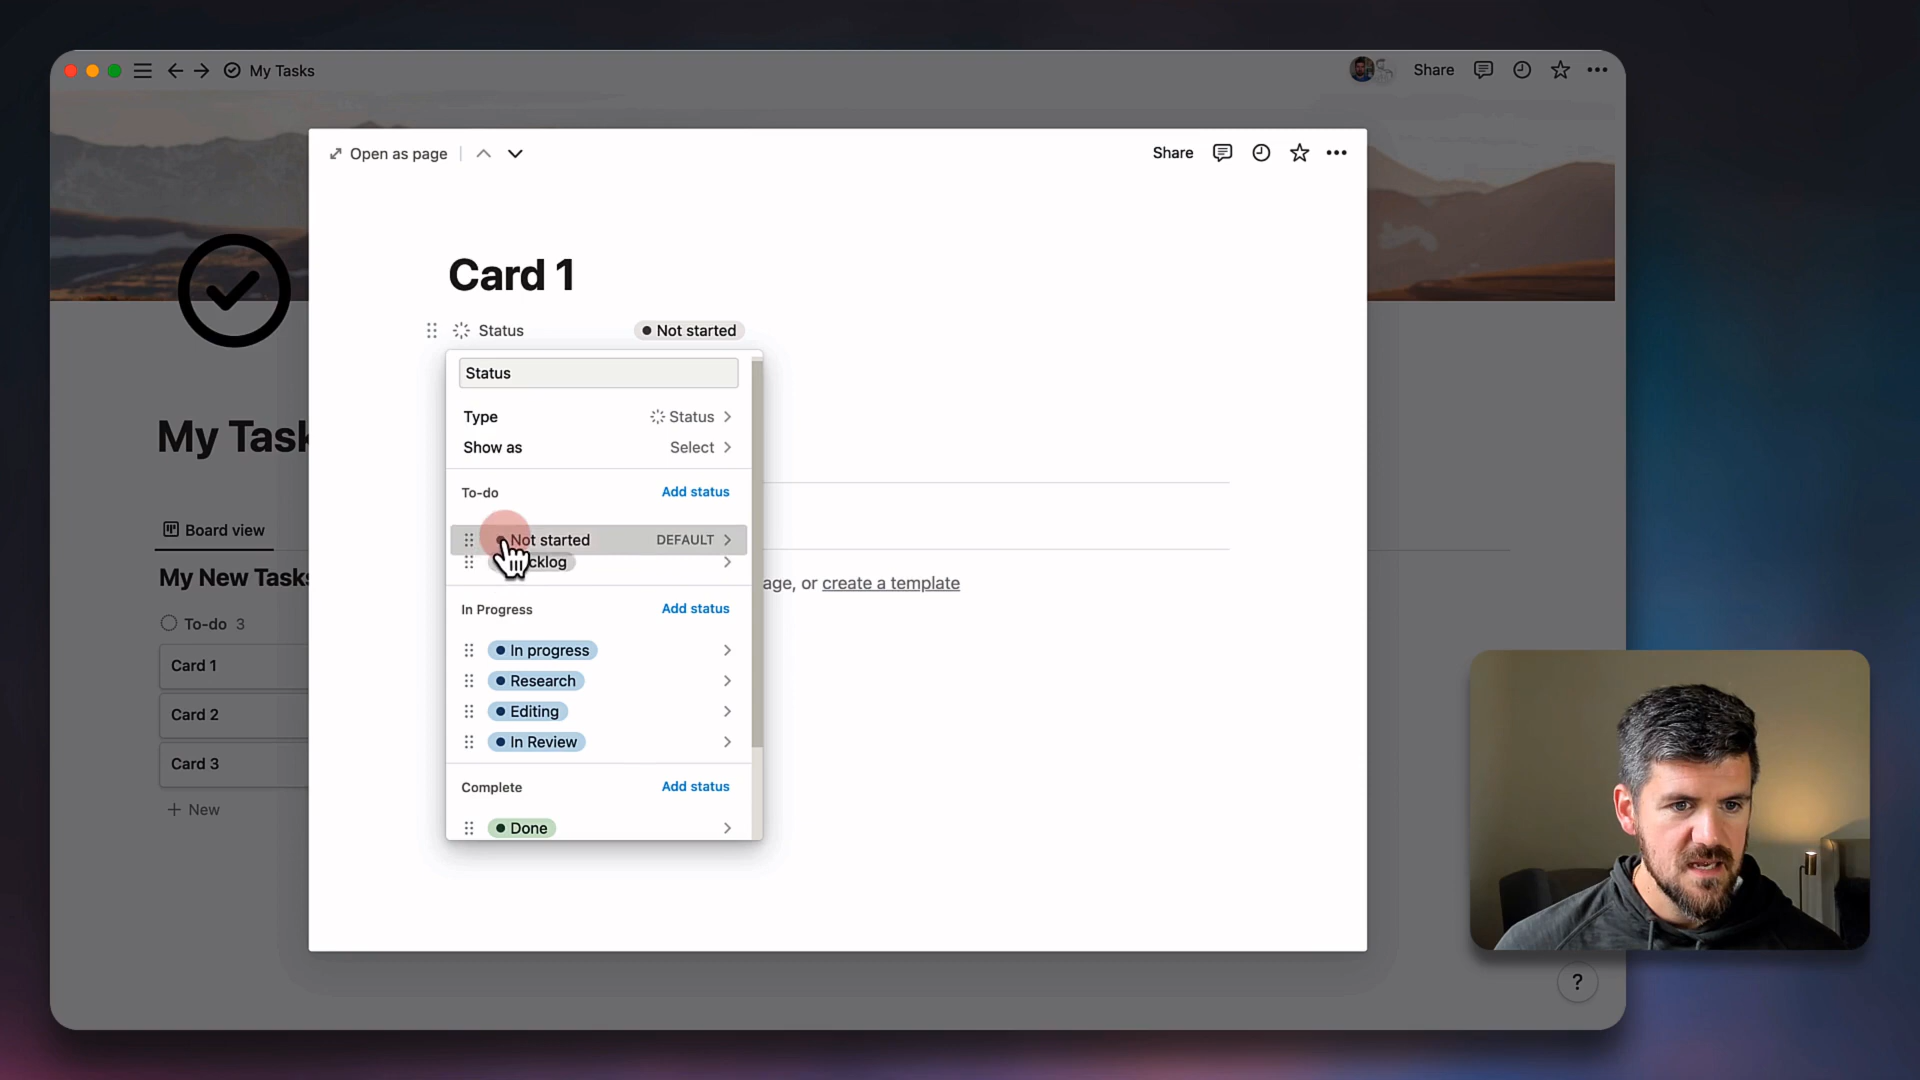 My Tasks
Share
Open as page
Share
Card 1
Status
Not started
Status
Type
Status
Show as
Select
To-do
Add status
Not started
DEFAULT
cklog
In Progress
Add status
In progress
Research
Editing
In Review
Complete
Add status
Done
age, or create a template
My Task
Board view
My New Tasks
To-do 3
Card 1
Card 2
Card 3
+ New
?